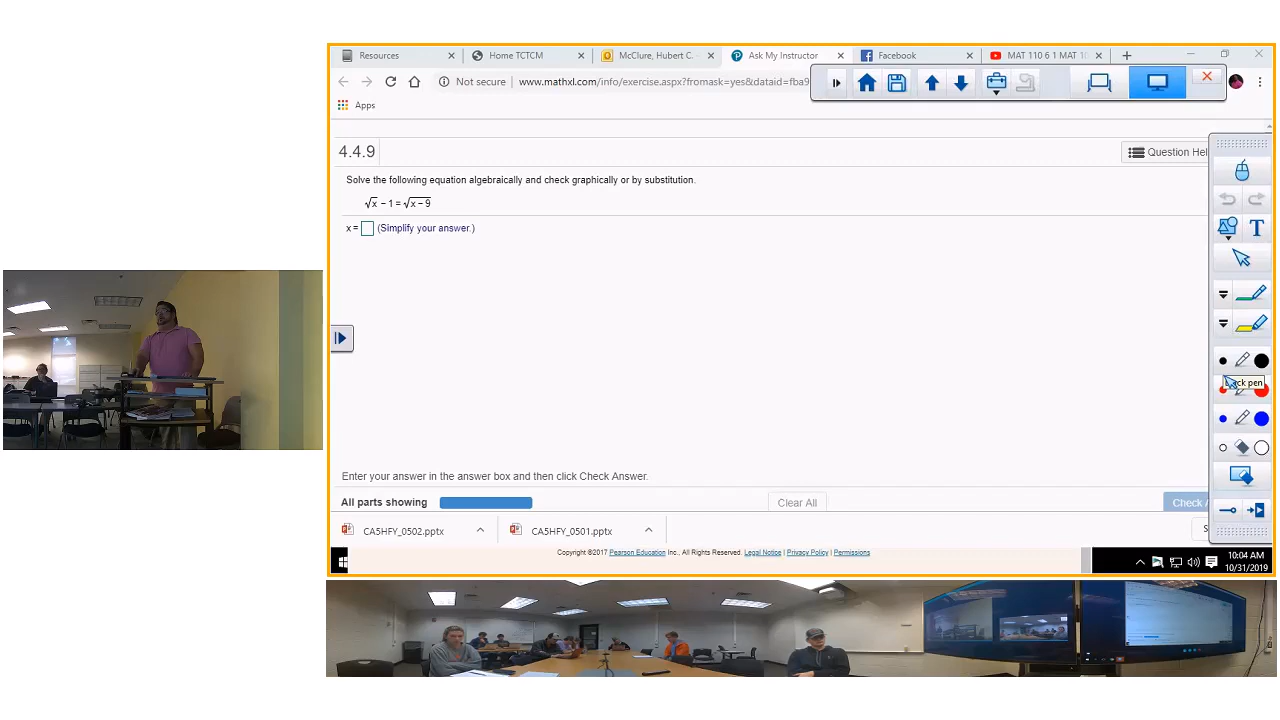 Resources
Home TCTCM
McClure, Hubert C.
Ask My Instructor
Facebook
MAT 110 6 1 MAT 1
Not secure
www.mathxl.com/info/exercise.aspx?fromask=yes&dataid=fba9
Apps
4.4.9
Question Hel
Solve the following equation algebraically and check graphically or by substitution.
√x − 1 = √x − 9
x = (Simplify your answer.)
T
ck pen
Enter your answer in the answer box and then click Check Answer.
All parts showing
Clear All
Check
CA5HFY_0502.pptx
CA5HFY_0501.pptx
S
Copyright ©2017 Pearson Education Inc., All Rights Reserved. Legal Notice | Privacy Policy | Permissions
10:04 AM
10/31/2019